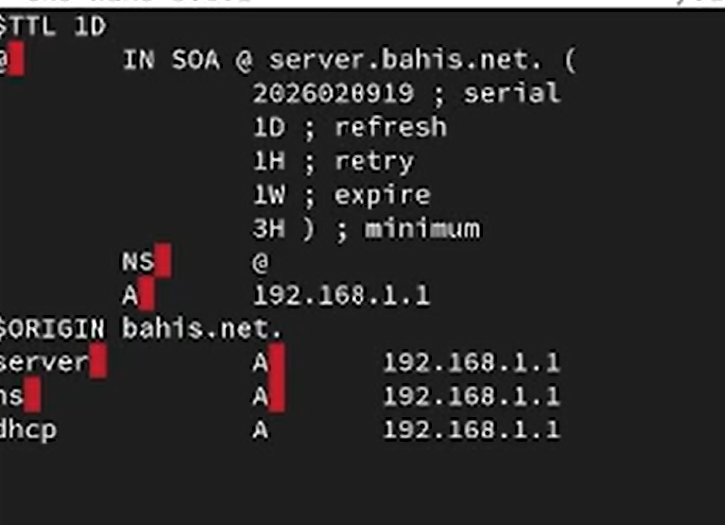 $TTL 1D
@ IN SOA @ server.bahis.net. (
2026020919 ; serial
1D ; refresh
1H ; retry
1W ; expire
3H ) ; minimum
NS @
A 192.168.1.1
$ORIGIN bahis.net.
server A 192.168.1.1
ns A 192.168.1.1
dhcp A 192.168.1.1